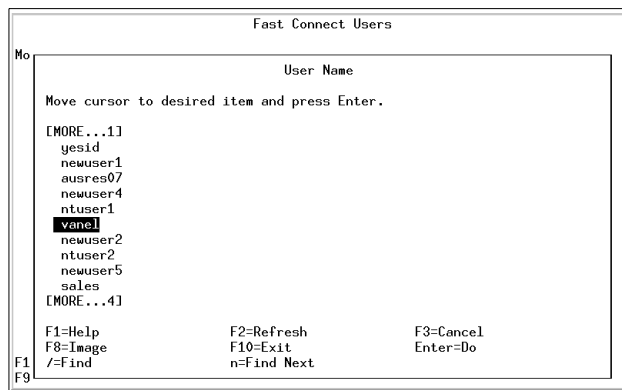 Fast Connect Users
Mo
User Name
Move cursor to desired item and press Enter.
[MORE...1]
yesid
newuser1
ausres07
newuser4
ntuser1
vanel
newuser2
ntuser2
newuser5
sales
[MORE...4]
F1=Help F2=Refresh F3=Cancel
F8=Image F10=Exit Enter=Do
F1 /=Find n=Find Next
F9